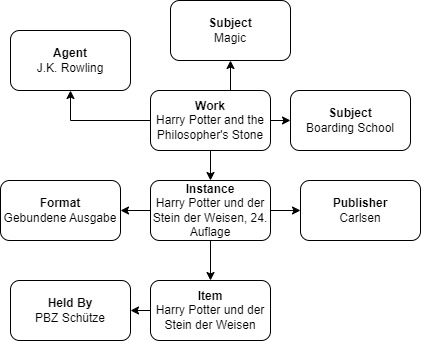 Subject
Magic
Agent
J.K. Rowling
Work
Harry Potter and the
Philopher's Stone
Subject
Boarding School
Format
Gebundene Ausgabe
Instance
Harry Potter und der
Stein der Weisen, 24.
Auflage
Publisher
Carlsen
Held By
PBZ Schütze
Item
Harry Potter und der
Stein der Weisen